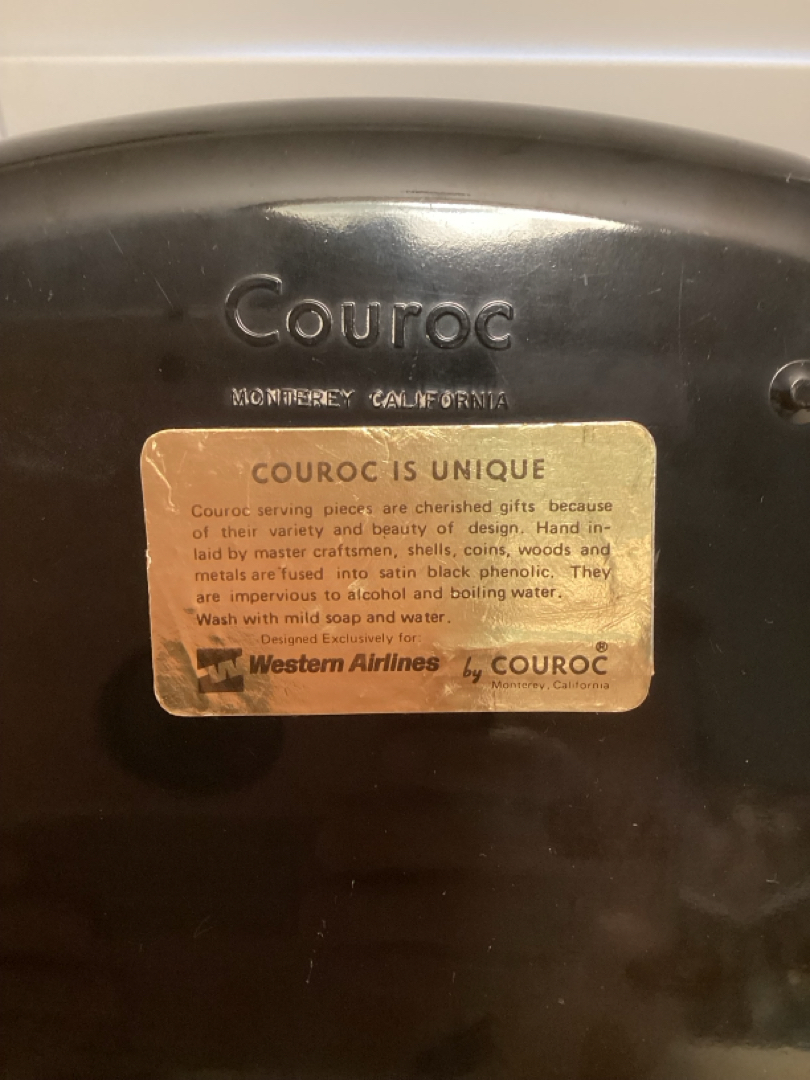 Couroc
MONTEREY CALIFORNIA
COUROC IS UNIQUE
Couroc serving pieces are cherished gifts because
of their variety and beauty of design. Hand in-
laid by master craftsmen, shells, coins, woods and
metals are fused into satin black phenolic. They
are impervious to alcohol and boiling water.
Wash with mild soap and water.
Designed Exclusively for:
W Western Airlines by COUROC®
Monterey, California